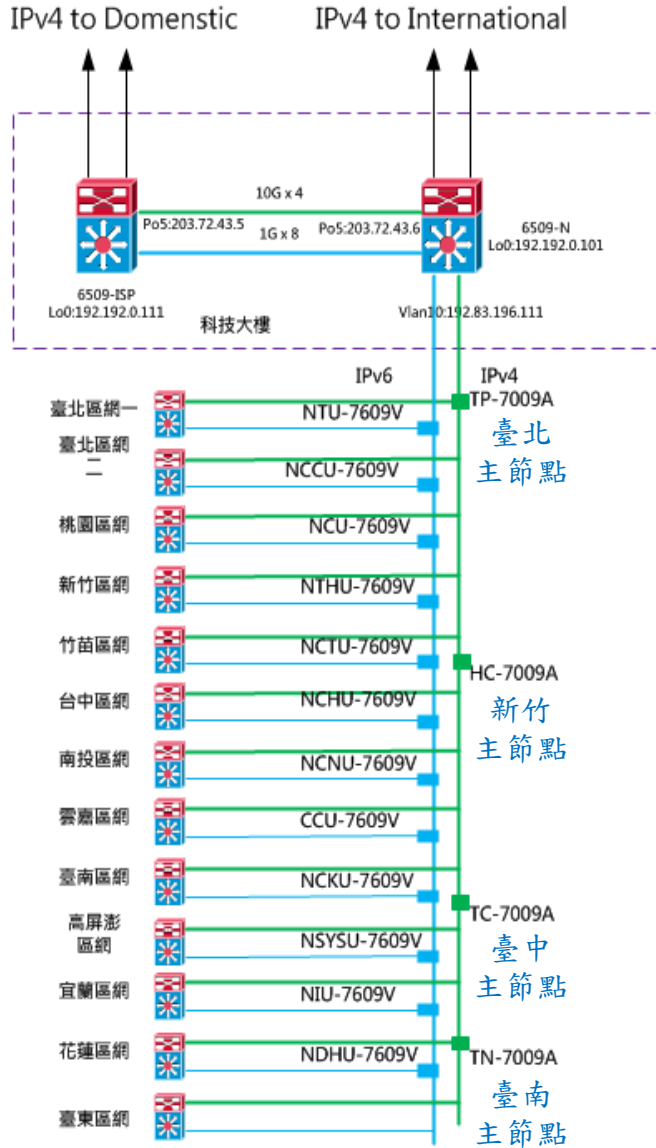 IPv4 to Domenstic
IPv4 to International
10G x 4
Po5:203.72.43.5
Po5:203.72.43.6
1G x 8
6509-N
Lo0:192.192.0.101
6509-ISP
Lo0:192.192.0.111
科技大樓
Vlan10:192.83.196.111
IPv6
IPv4
臺北區網一
NTU-7609V
TP-7009A
臺北
主節點
臺北區網
二
NCCU-7609V
桃園區網
NCU-7609V
新竹區網
NTHU-7609V
竹苗區網
NCTU-7609V
HC-7009A
新竹
主節點
台中區網
NCHU-7609V
南投區網
NCNU-7609V
雲嘉區網
CCU-7609V
臺南區網
NCKU-7609V
TC-7009A
臺中
主節點
高屏澎
區網
NSYSU-7609V
宜蘭區網
NIU-7609V
花蓮區網
NDHU-7609V
TN-7009A
臺南
主節點
臺東區網